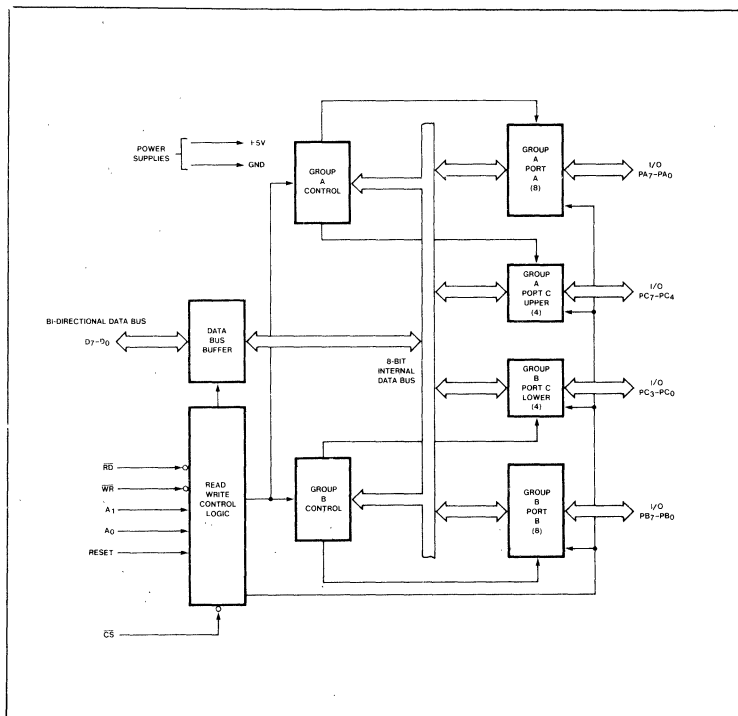 POWER
SUPPLIES
+5V
GND
GROUP
A
CONTROL
GROUP
A
PORT
A
(8)
I/O
PA7-PA0
GROUP
A
PORT C
UPPER
(4)
I/O
PC7-PC4
BI-DIRECTIONAL DATA BUS
D7-D0
DATA
BUS
BUFFER
8-BIT
INTERNAL
DATA BUS
GROUP
B
PORT C
LOWER
(4)
I/O
PC3-PC0
RD
WR
A1
A0
RESET
CS
READ
WRITE
CONTROL
LOGIC
GROUP
B
CONTROL
GROUP
B
PORT
B
(8)
I/O
PB7-PB0